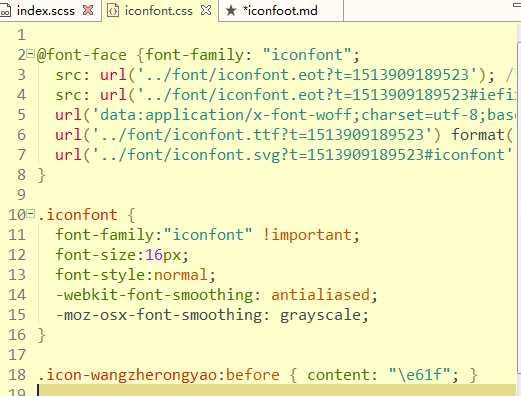 index.scss iconfont.css *iconfoot.md
1
2 @font-face {font-family: "iconfont";
3 src: url('../font/iconfont.eot?t=1513909189523'); /
4 src: url('../font/iconfont.eot?t=1513909189523#iefi
5 url('data:application/x-font-woff;charset=utf-8;base
6 url('../font/iconfont.ttf?t=1513909189523') format(
7 url('../font/iconfont.svg?t=1513909189523#iconfont'
8 }
9
10 .iconfont {
11 font-family:"iconfont" !important;
12 font-size:16px;
13 font-style:normal;
14 -webkit-font-smoothing: antialiased;
15 -moz-osx-font-smoothing: grayscale;
16 }
17
18 .icon-wangzherongyao:before { content: "\e61f"; }
19